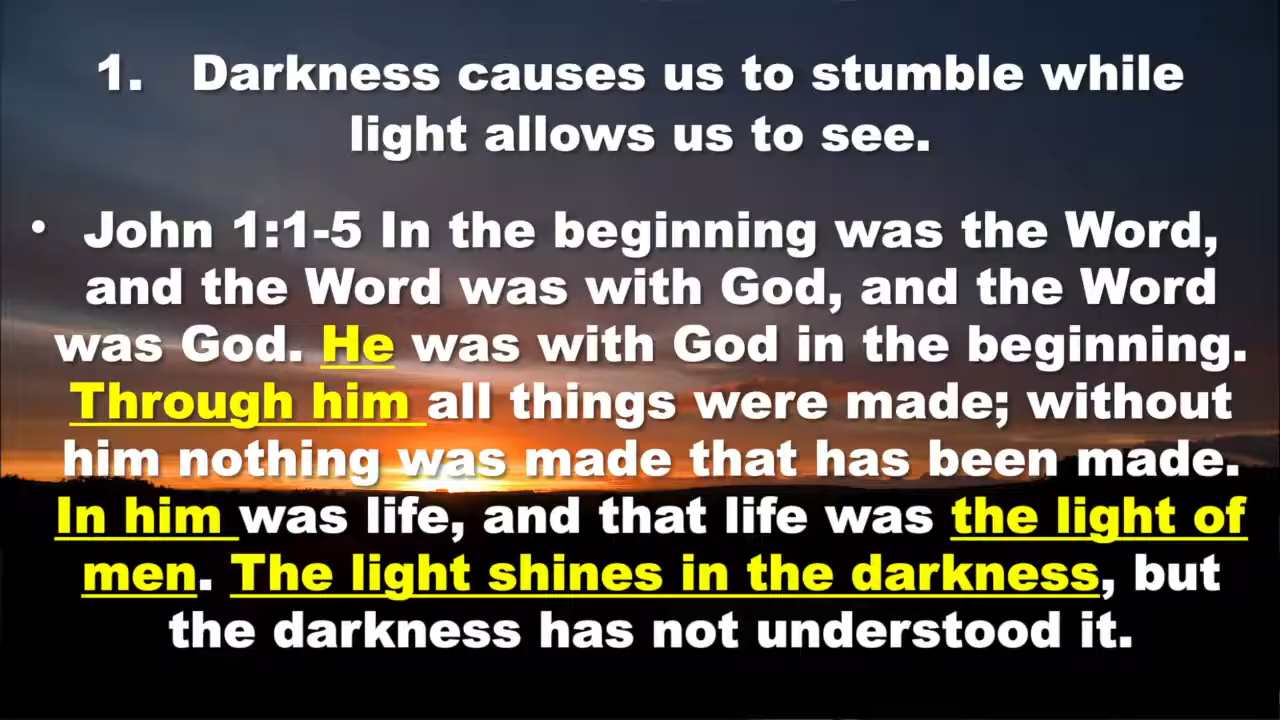 1. Darkness causes us to stumble while
light allows us to see.
• John 1:1-5 In the beginning was the Word,
and the Word was with God, and the Word
was God. He was with God in the beginning.
Through him all things were made; without
him nothing was made that has been made.
In him was life, and that life was the light of
men. The light shines in the darkness, but
the darkness has not understood it.